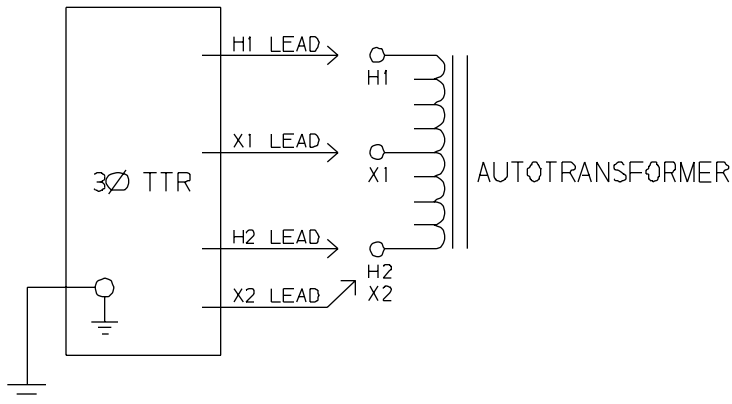 H1 LEAD
H1
X1 LEAD
X1
3Ø TTR
AUTOTRANSFORMER
H2 LEAD
H2
X2 LEAD
X2